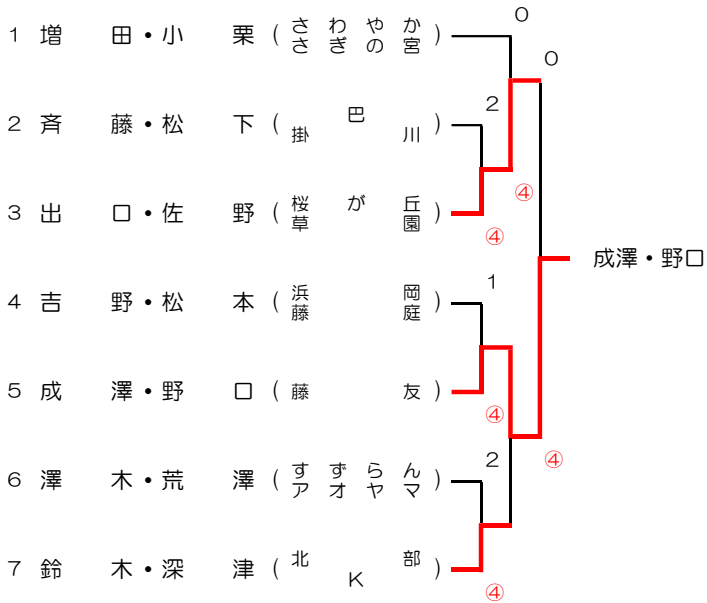 0
1 増 田・小 栗 ( さわやか ささぎの宮 )
0
2
2 斉 藤・松 下 ( 巴 掛川 )
④
3 出 口・佐 野 ( 桜が丘 草園 )
④
成澤・野口
1
4 吉 野・松 本 ( 浜岡 藤庭 )
5 成 澤・野 口 ( 藤友 )
④
2
④
6 澤 木・荒 澤 ( すずらん アオヤマ )
7 鈴 木・深 津 ( 北部 K )
④